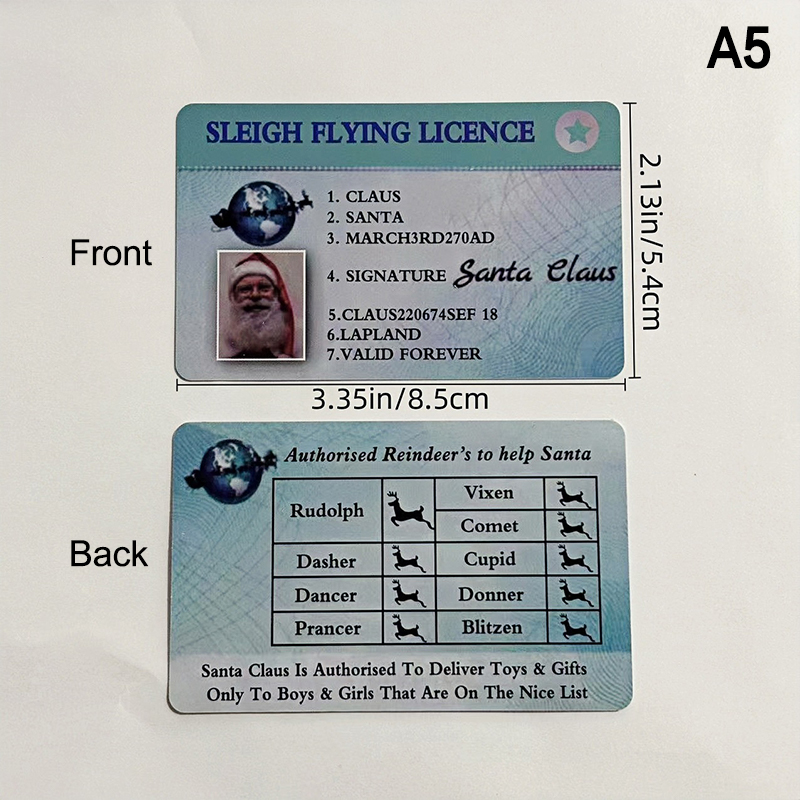 A5
SLEIGH FLYING LICENCE
1. CLAUS
2. SANTA
3. MARCH3RD270AD
4. SIGNATURE Santa Claus
5.CLAUS220674SEF 18
6.LAPLAND
7.VALID FOREVER
Front
2.13in/5.4cm
3.35in/8.5cm
Back
Authorised Reindeer's to help Santa
Rudolph
Vixen
Comet
Dasher
Cupid
Dancer
Donner
Prancer
Blitzen
Santa Claus Is Authorised To Deliver Toys & Gifts
Only To Boys & Girls That Are On The Nice List